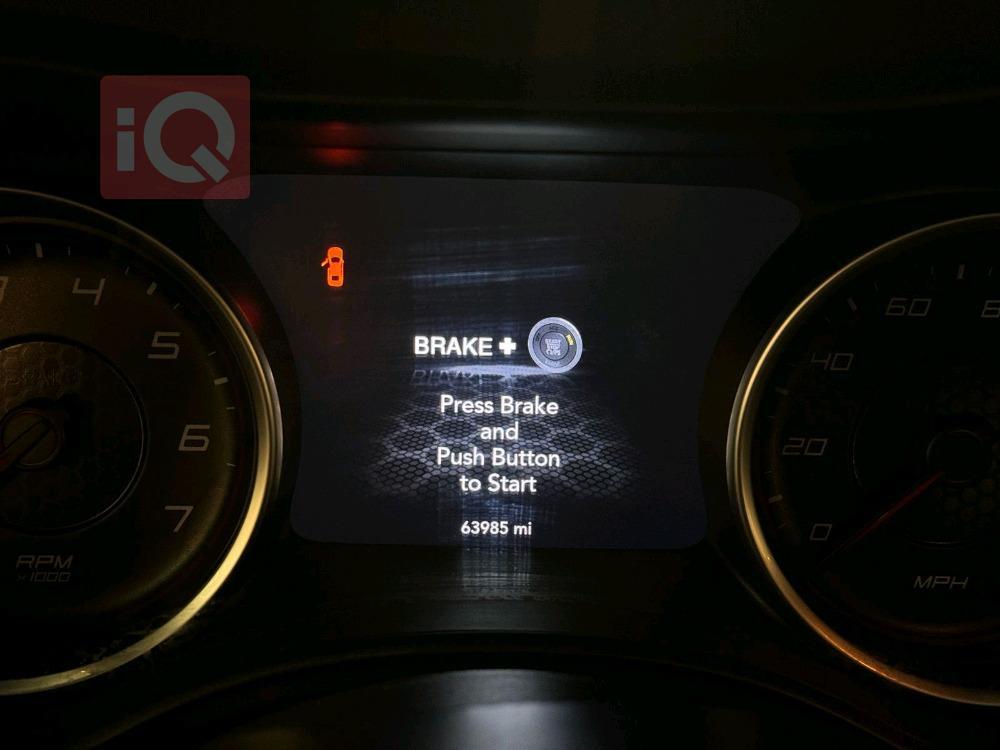 iQ
4
5
6
7
RPM
x1000
BRAKE +
Press Brake
and
Push Button
to Start
63985 mi
60
40
20
0
MPH